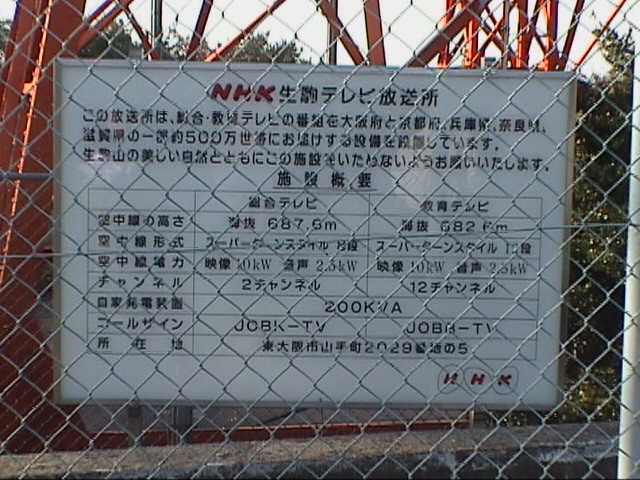 NHK生駒テレビ放送所
この放送所は、総合・教育テレビの番組を大阪府と京都府、兵庫県、奈良県、
滋賀県の一部約500万世帯にお届けする設備を設置しています。
生駒山の美しい自然とともにこの施設をいためないようお願いいたします。
施設概要
総合テレビ 教育テレビ
空中線の高さ 海抜 687.6m 海抜 682.6m
空中線形式 スーパーターンスタイル 8段 スーパーターンスタイル
空中線電力 映像10kW 音声2.5kW 映像10kW 音声2.5kW
チャンネル 2チャンネル 12チャンネル
自家発電装置 200KVA
コールサイン JOBK-TV JOBB-TV
所在地 東大阪市山手町2029番地の5
NHK